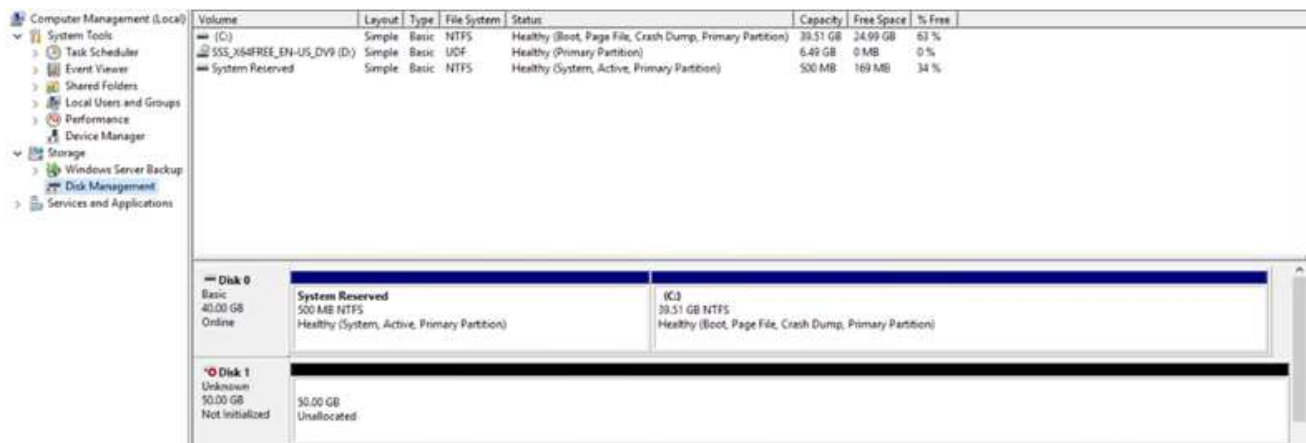 Computer Management (Local)
System Tools
Task Scheduler
Event Viewer
Shared Folders
Local Users and Groups
Performance
Device Manager
Storage
Windows Server Backup
Disk Management
Services and Applications
Volume Layout Type File System Status Capacity Free Space % Free
(C:) Simple Basic NTFS Healthy (Boot, Page File, Crash Dump, Primary Partition) 39.51 GB 24.99 GB 63 %
SSS_X64FREE_EN-US_DV9 (D:) Simple Basic UDF Healthy (Primary Partition) 6.49 GB 0 MB 0 %
System Reserved Simple Basic NTFS Healthy (System, Active, Primary Partition) 500 MB 169 MB 34 %
Disk 0
Basic
40.00 GB
Online
System Reserved
500 MB NTFS
Healthy (System, Active, Primary Partition)
(C:)
39.51 GB NTFS
Healthy (Boot, Page File, Crash Dump, Primary Partition)
Disk 1
Unknown
50.00 GB
Not Initialized
50.00 GB
Unallocated